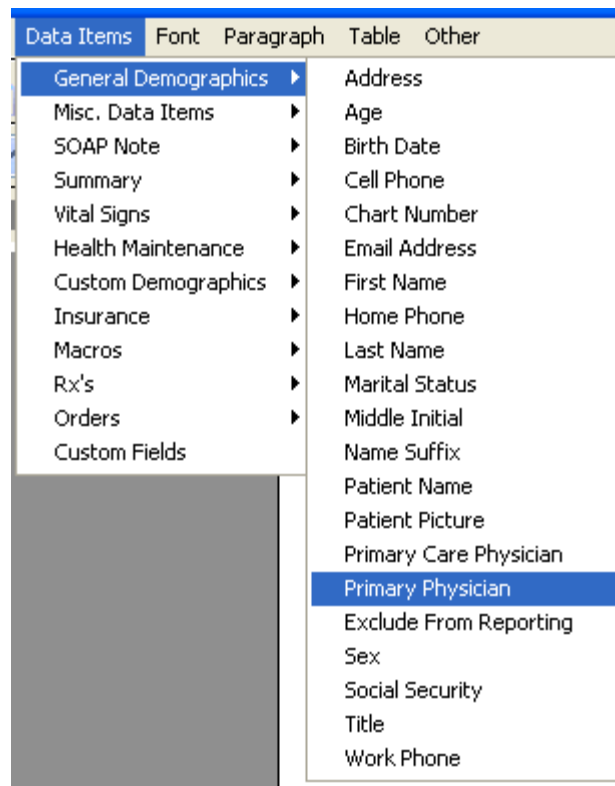 Data Items Font Paragraph Table Other
General Demographics
Misc. Data Items
SOAP Note
Summary
Vital Signs
Health Maintenance
Custom Demographics
Insurance
Macros
Rx's
Orders
Custom Fields
Address
Age
Birth Date
Cell Phone
Chart Number
Email Address
First Name
Home Phone
Last Name
Marital Status
Middle Initial
Name Suffix
Patient Name
Patient Picture
Primary Care Physician
Primary Physician
Exclude From Reporting
Sex
Social Security
Title
Work Phone